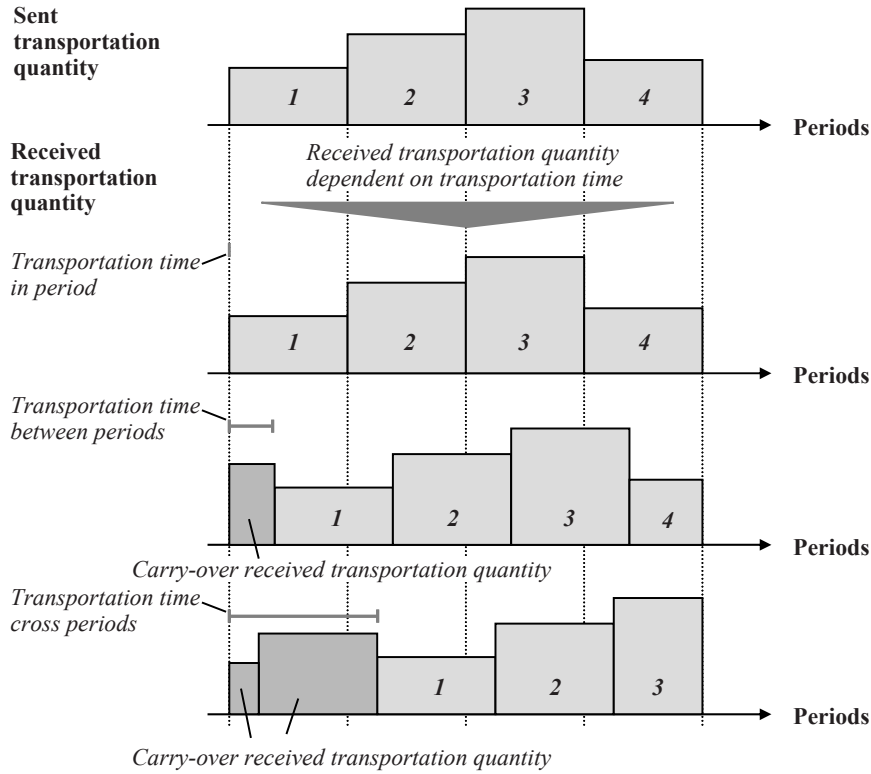 Sent
transportation
quantity
1
2
3
4
Periods
Received
transportation
quantity
Received transportation quantity
dependent on transportation time
Transportation time
in period
1
2
3
4
Periods
Transportation time
between periods
1
2
3
4
Periods
Carry-over received transportation quantity
Transportation time
cross periods
1
2
3
Periods
Carry-over received transportation quantity